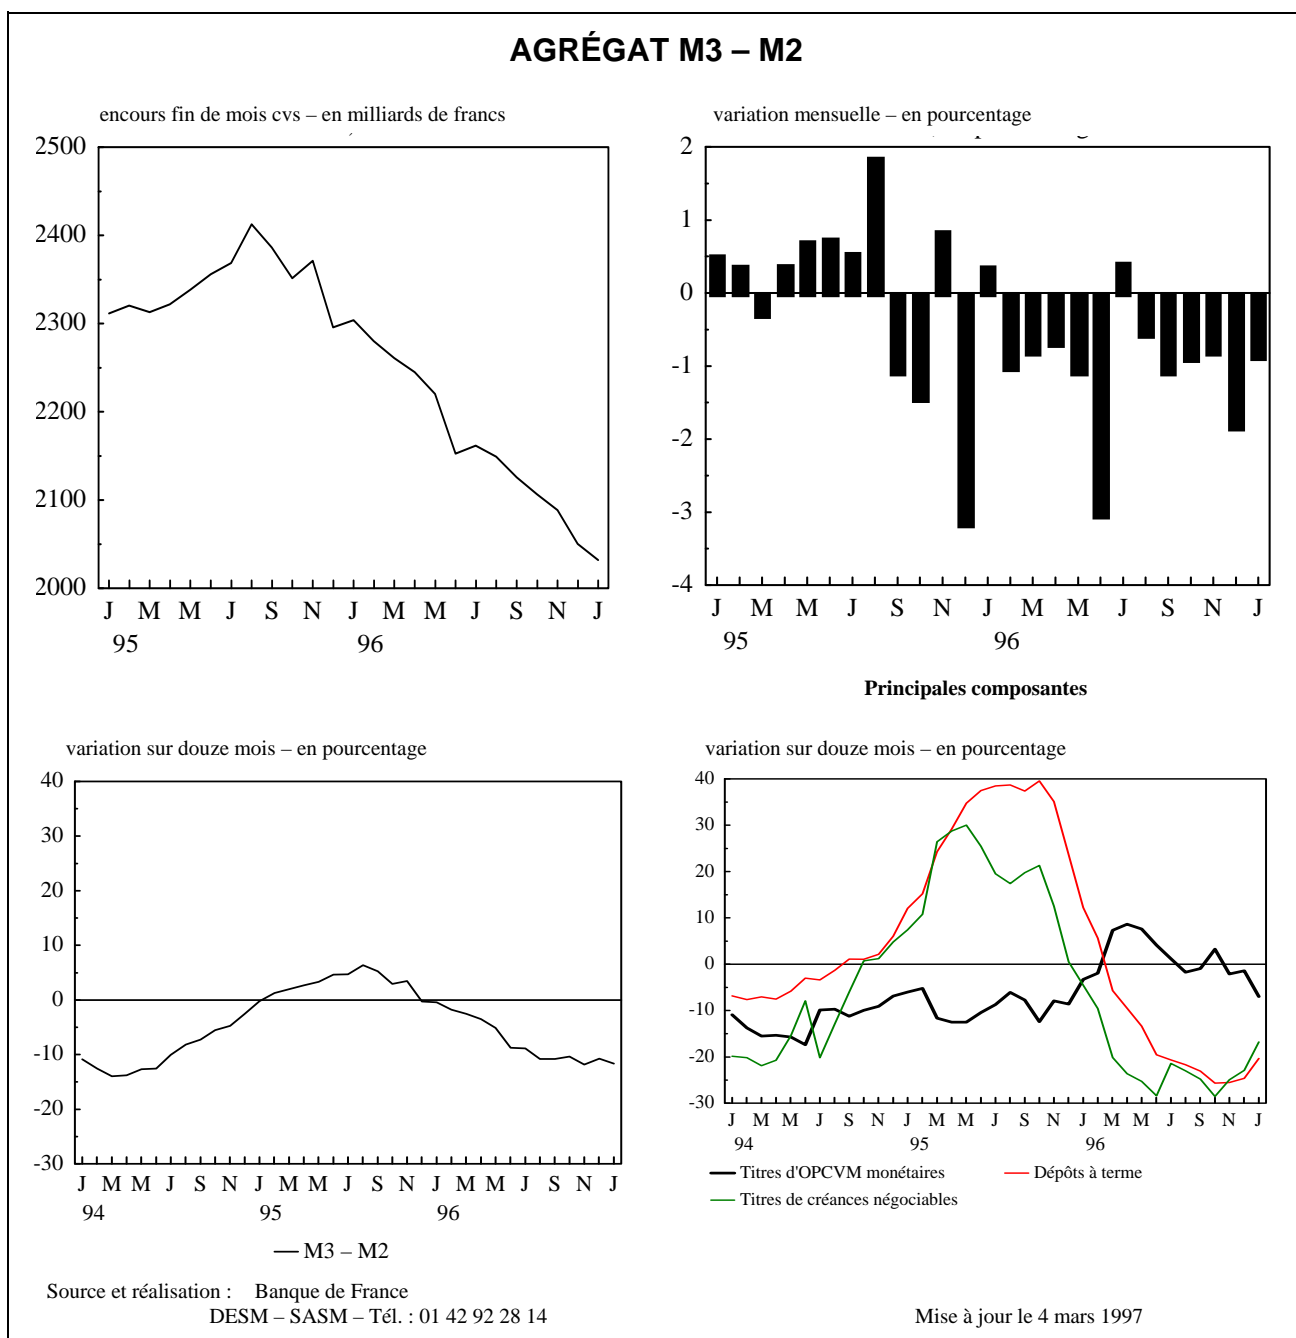 AGRÉGAT M3 – M2
encours fin de mois cvs – en milliards de francs
2500
2400
2300
2200
2100
2000
J M M J S N J M M J S N J
95 96
variation mensuelle – en pourcentage
2
1
0
-1
-2
-3
-4
J M M J S N J M M J S N J
95 96
Principales composantes
variation sur douze mois – en pourcentage
40
30
20
10
0
-10
-20
-30
J M M J S N J M M J S N J M M J S N J
94 95 96
M3 – M2
variation sur douze mois – en pourcentage
40
30
20
10
0
-10
-20
-30
J M M J S N J M M J S N J M M J S N J
94 95 96
Titres d'OPCVM monétaires Dépôts à terme
Titres de créances négociables
Source et réalisation : Banque de France
DESM – SASM – Tél. : 01 42 92 28 14 Mise à jour le 4 mars 1997